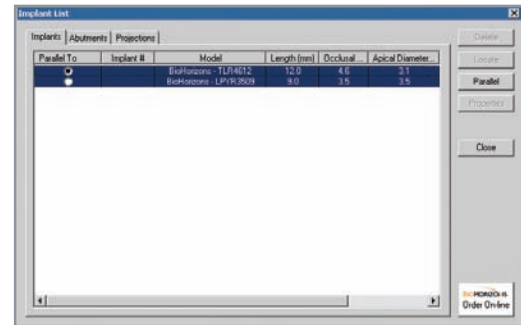 Implant List
Implants Abutments Projections
Parallel To Implant # Model Length (mm) Occlusal ... Apical Diameter...
BioHorizons - TLR4612 12.0 4.6 3.1
BioHorizons - LPYR3509 9.0 3.5 3.5
Delete
Locate
Parallel
Properties
Close
BIOHORIZONS
Order On-line